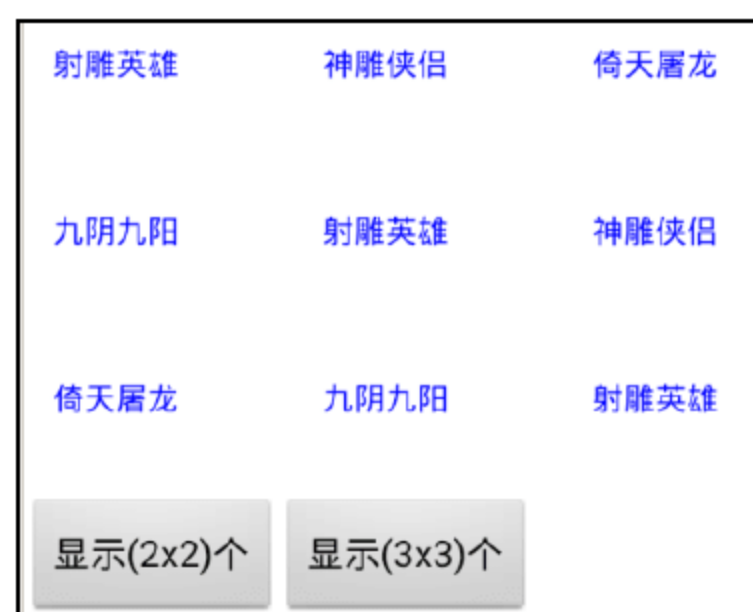 射雕英雄 神雕侠侣 倚天屠龙
九阴九阳 射雕英雄 神雕侠侣
倚天屠龙 九阴九阳 射雕英雄
显示(2x2)个 显示(3x3)个